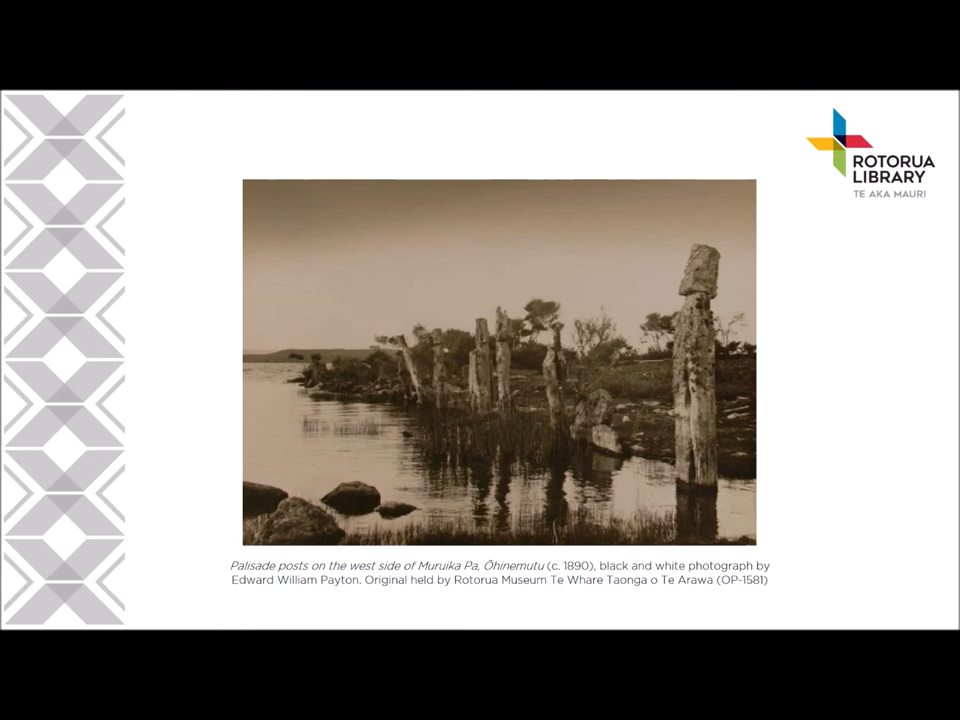 ROTORUA
LIBRARY
TE AKA MAURI
Palisade posts on the west side of Muruika Pa, Ōhinemutu (c. 1890), black and white photograph by
Edward William Payton. Original held by Rotorua Museum Te Whare Taonga o Te Arawa (OP-1581)